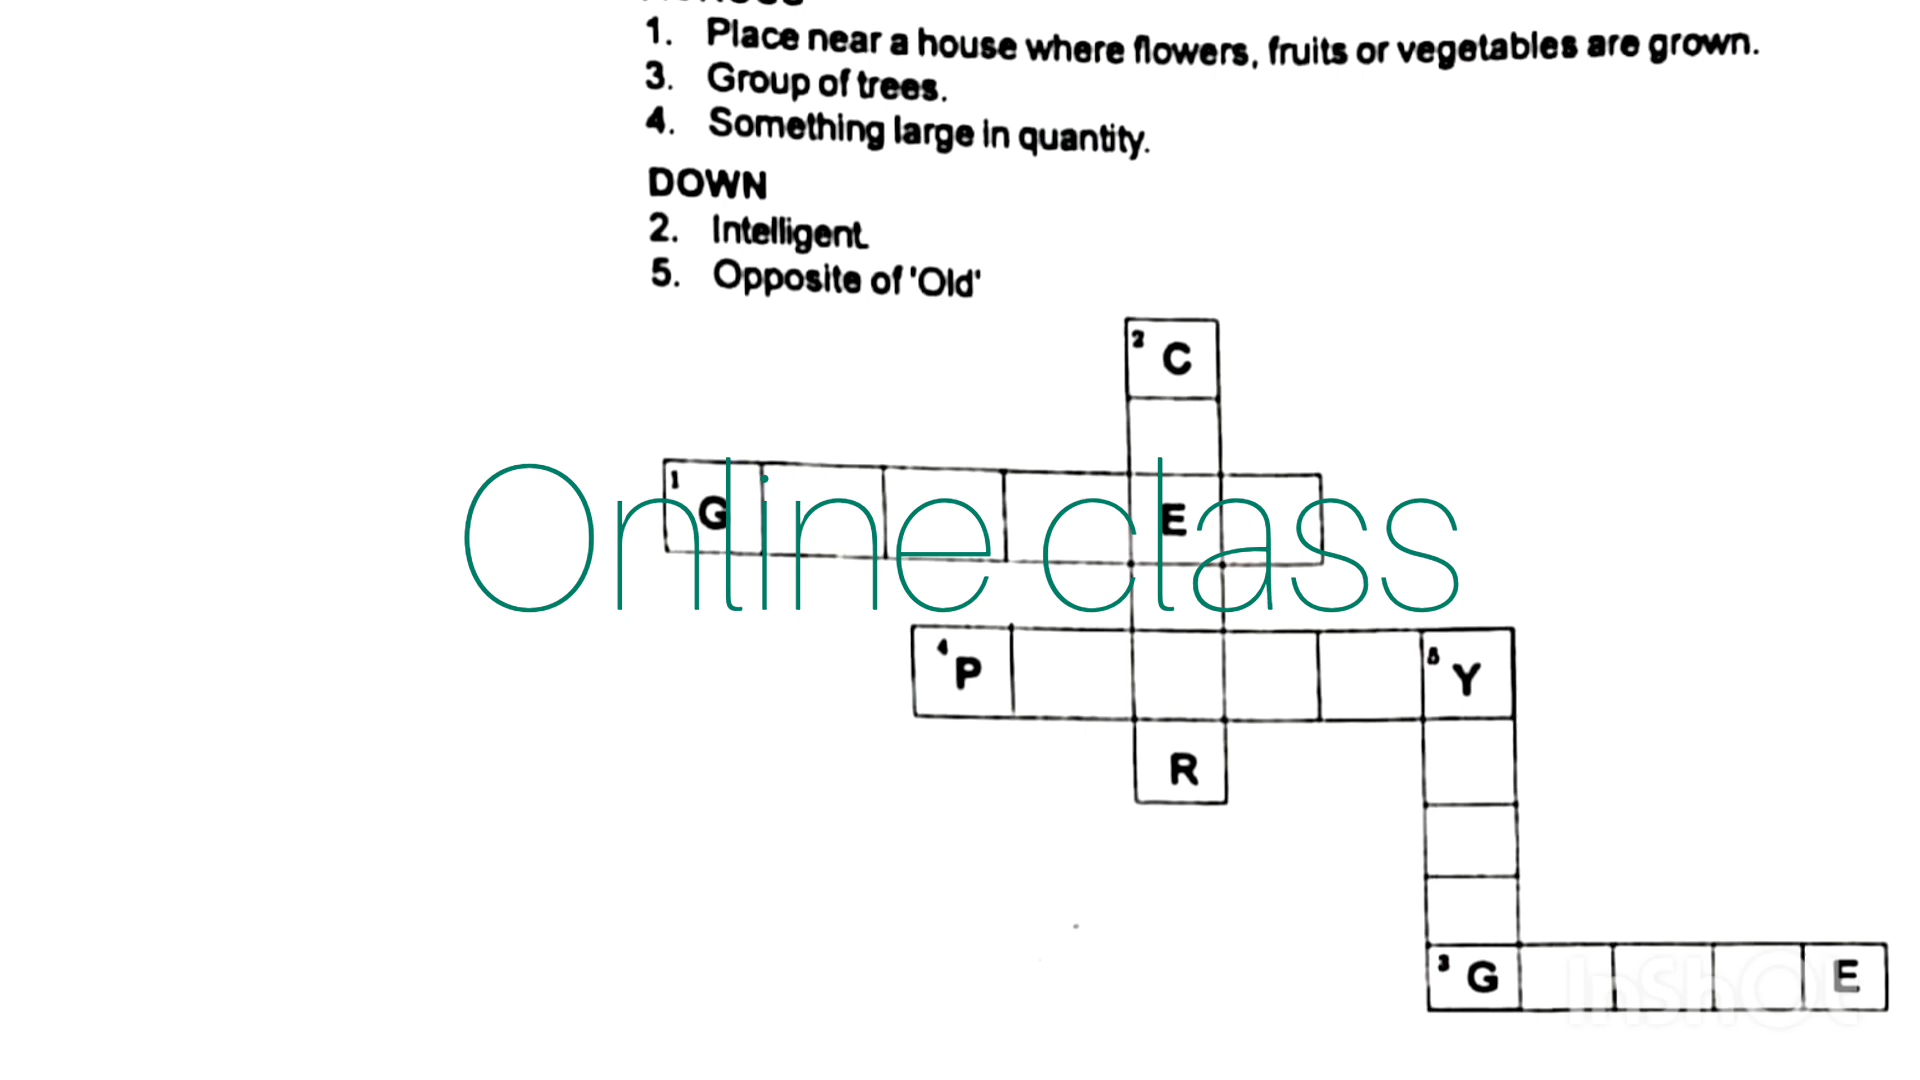 1. Place near a house where flowers, fruits or vegetables are grown.
3. Group of trees.
4. Something large in quantity.
DOWN
2. Intelligent.
5. Opposite of 'Old'
2 C
1 G E
Online class
4 P 5 Y
R
3 G E
InShOt